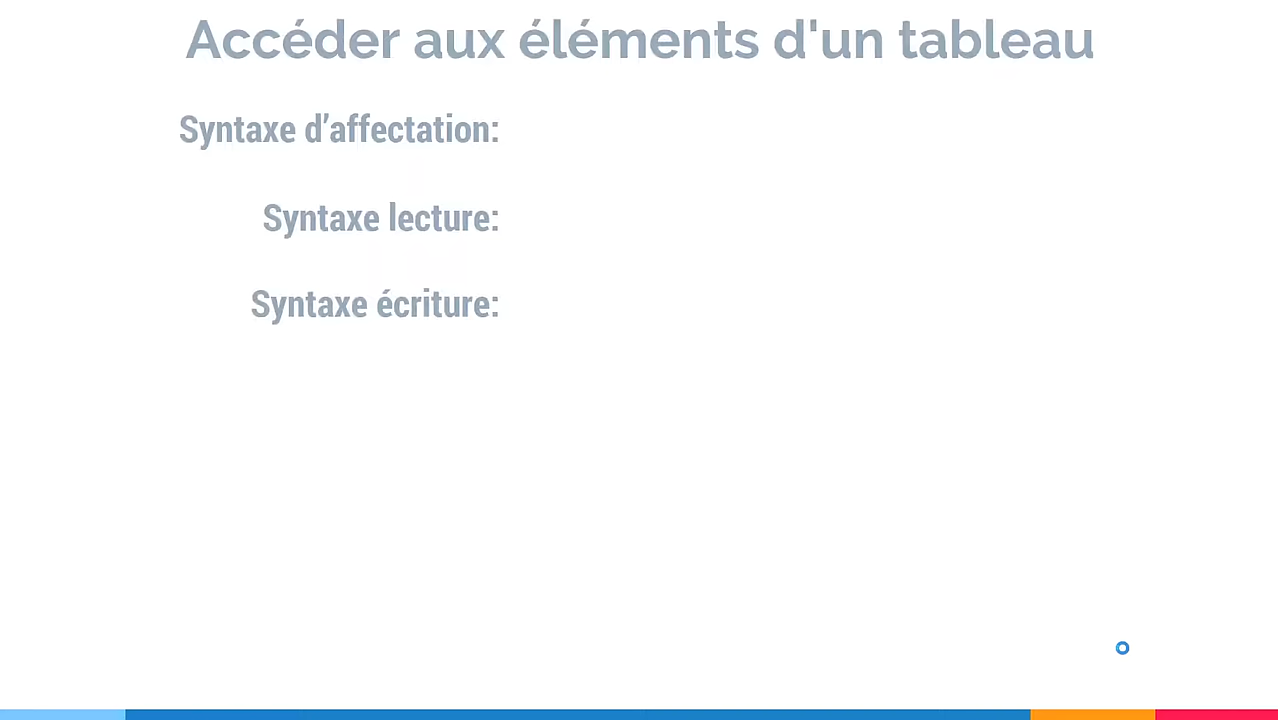 Accéder aux éléments d'un tableau
Syntaxe d’affectation:
Syntaxe lecture:
Syntaxe écriture: